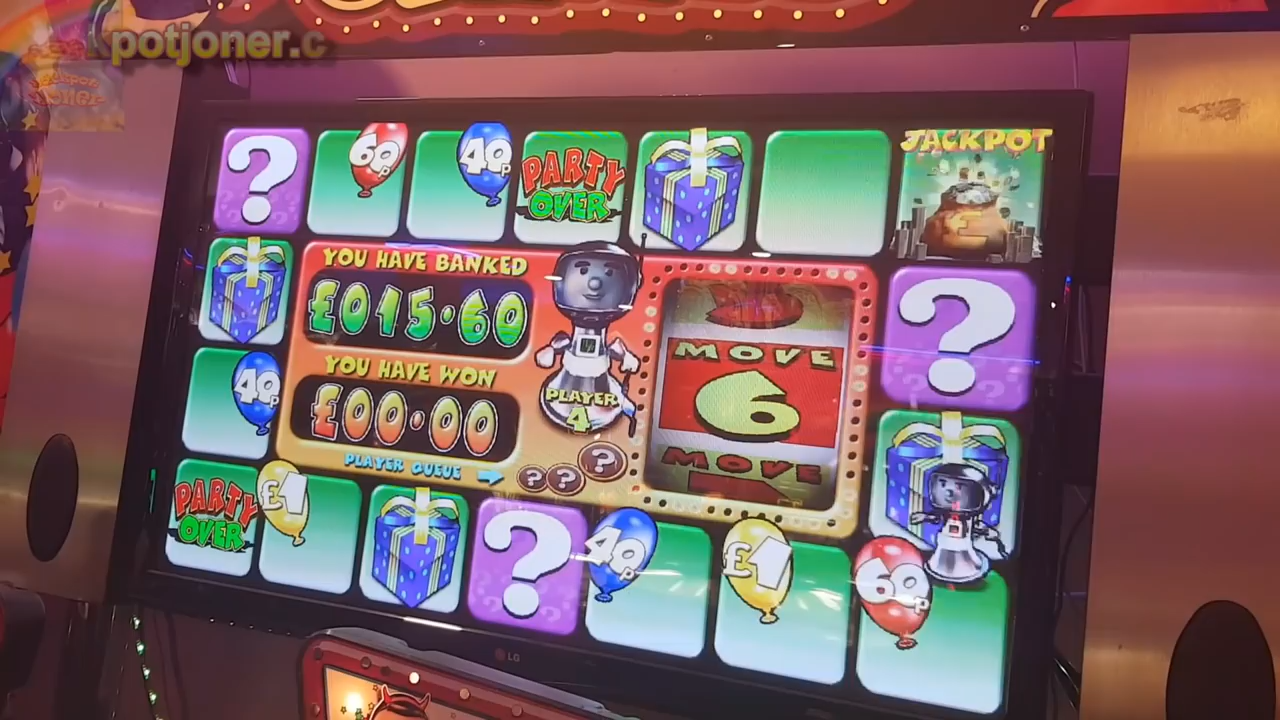 potjoner.c
?
60p
40p
PARTY
OVER
JACKPOT
£
YOU HAVE BANKED
£015.60
YOU HAVE WON
£00.00
PLAYER QUEUE
? ? ?
PLAYER
4
MOVE
6
MOVE
?
40p
PARTY
OVER
£1
?
40p
£1
60p
LG